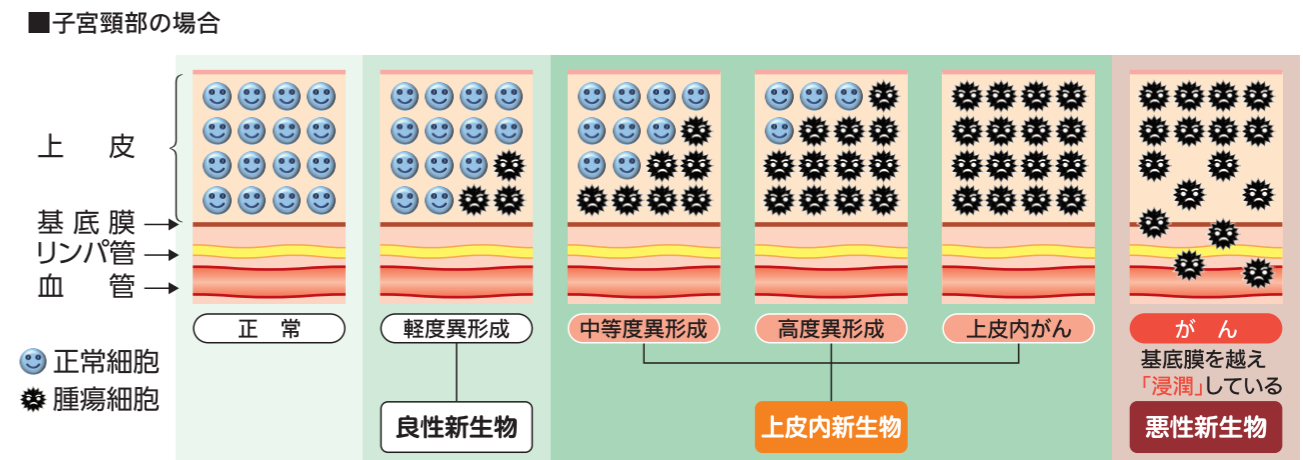 ■子宮頸部の場合
上 皮
基底膜
リンパ管
血 管
正 常
軽度異形成
中等度異形成
高度異形成
上皮内がん
が ん
基底膜を越え
「浸潤」している
正常細胞
腫瘍細胞
良性新生物
上皮内新生物
悪性新生物